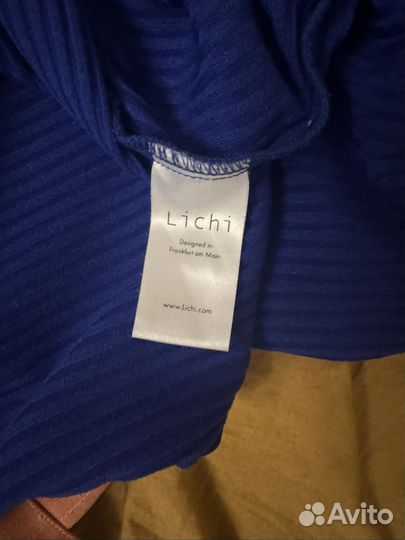 Lichi
Designed in
Frankfurt am Main
www.lichi.com
Avito